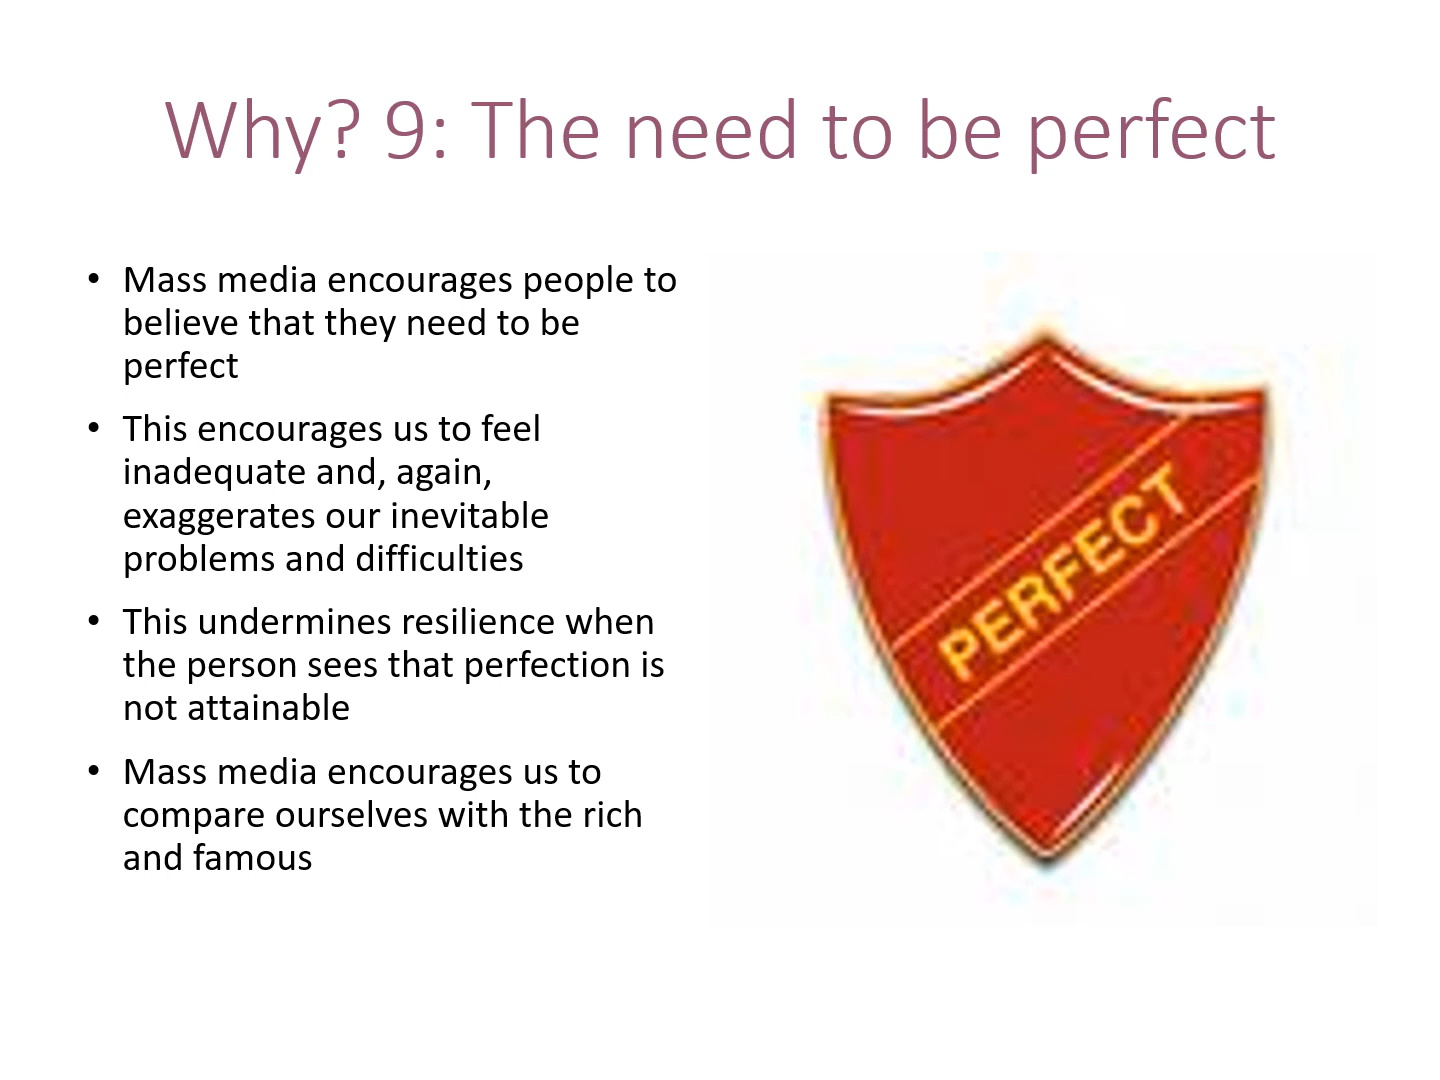 Why? 9: The need to be perfect
• Mass media encourages people to
believe that they need to be
perfect
• This encourages us to feel
inadequate and, again,
exaggerates our inevitable
problems and difficulties
• This undermines resilience when
the person sees that perfection is
not attainable
• Mass media encourages us to
compare ourselves with the rich
and famous
PERFECT